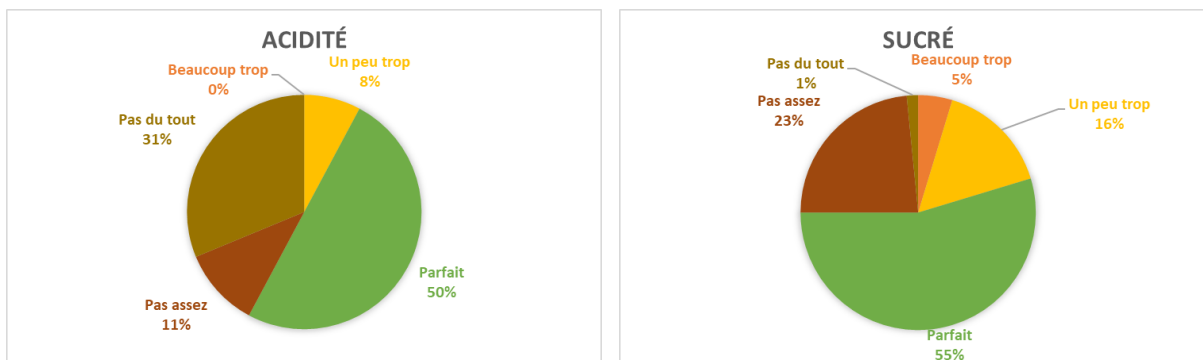 ACIDITÉ
Beaucoup trop
0%
Un peu trop
8%
Pas du tout
31%
Parfait
50%
Pas assez
11%
SUCRÉ
Pas du tout
1%
Beaucoup trop
5%
Pas assez
23%
Un peu trop
16%
Parfait
55%